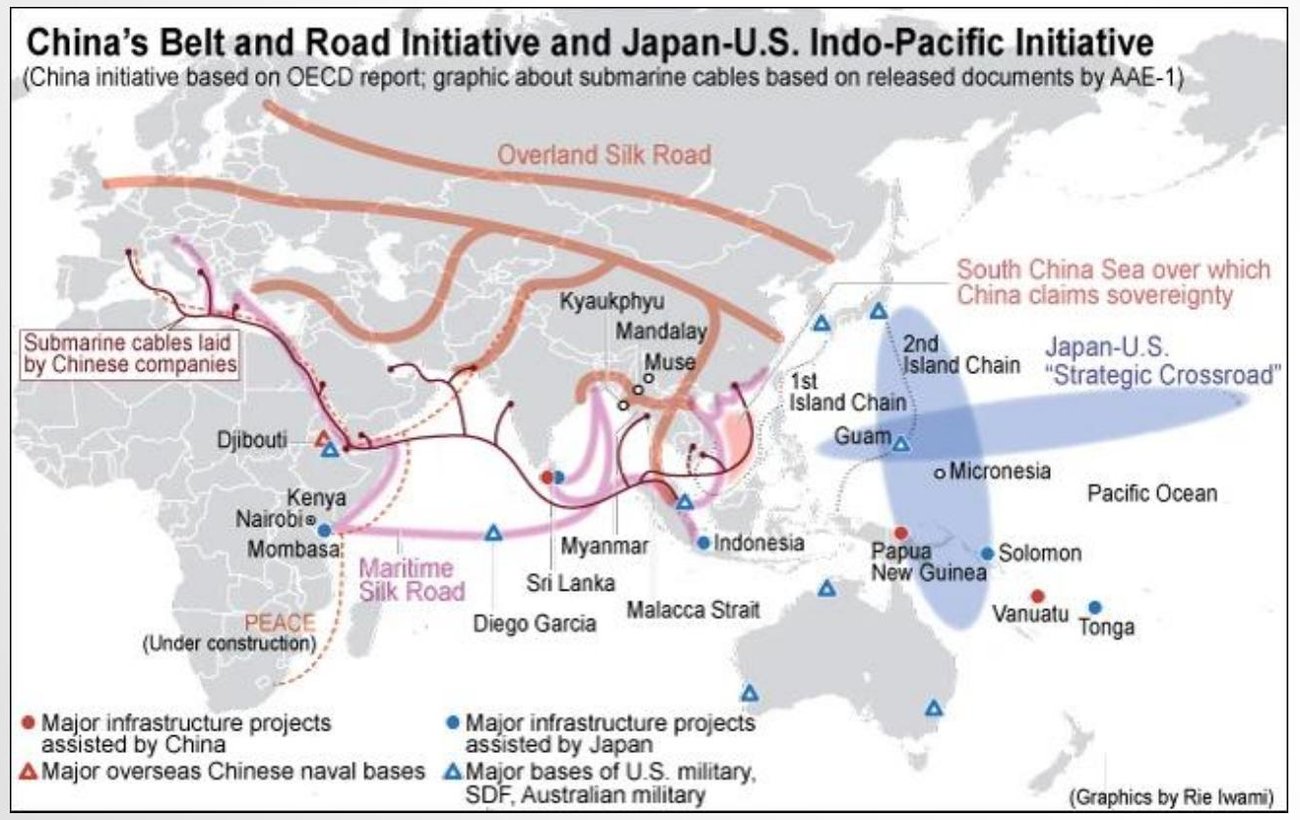 China's Belt and Road Initiative and Japan-U.S. Indo-Pacific Initiative
(China initiative based on OECD report; graphic about submarine cables based on released documents by AAE-1)
Overland Silk Road
South China Sea over which
China claims sovereignty
Kyaukphyu
Mandalay
Muse
Submarine cables laid
by Chinese companies
2nd
Island Chain
Japan-U.S.
"Strategic Crossroad"
1st
Island Chain
Djibouti
Guam
Micronesia
Pacific Ocean
Kenya
Nairobi
Mombasa
Myanmar
Indonesia
Papua
New Guinea
Solomon
Maritime
Silk Road
Sri Lanka
Diego Garcia
Malacca Strait
Vanuatu
Tonga
PEACE
(Under construction)
Major infrastructure projects
assisted by China
Major overseas Chinese naval bases
Major infrastructure projects
assisted by Japan
Major bases of U.S. military,
SDF, Australian military
(Graphics by Rie Iwami)